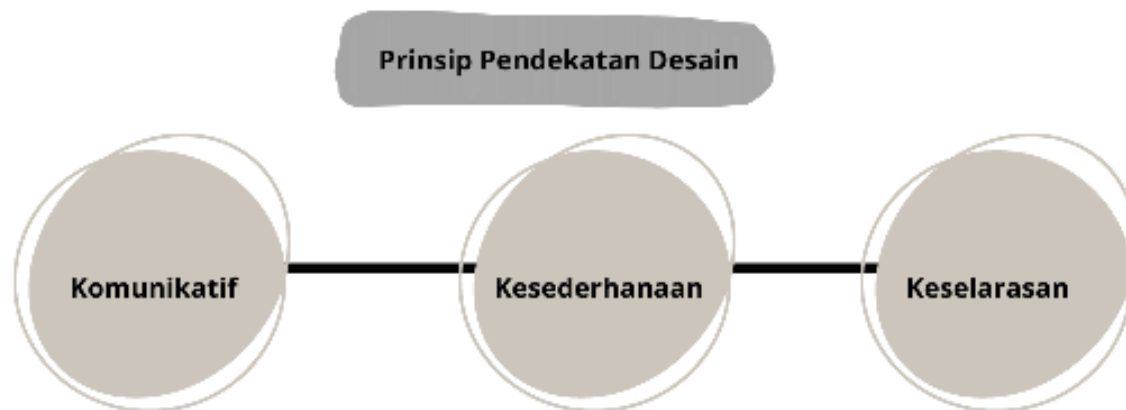 Prinsip Pendekatan Desain
Komunikatif
Kesederhanaan
Keselarasan